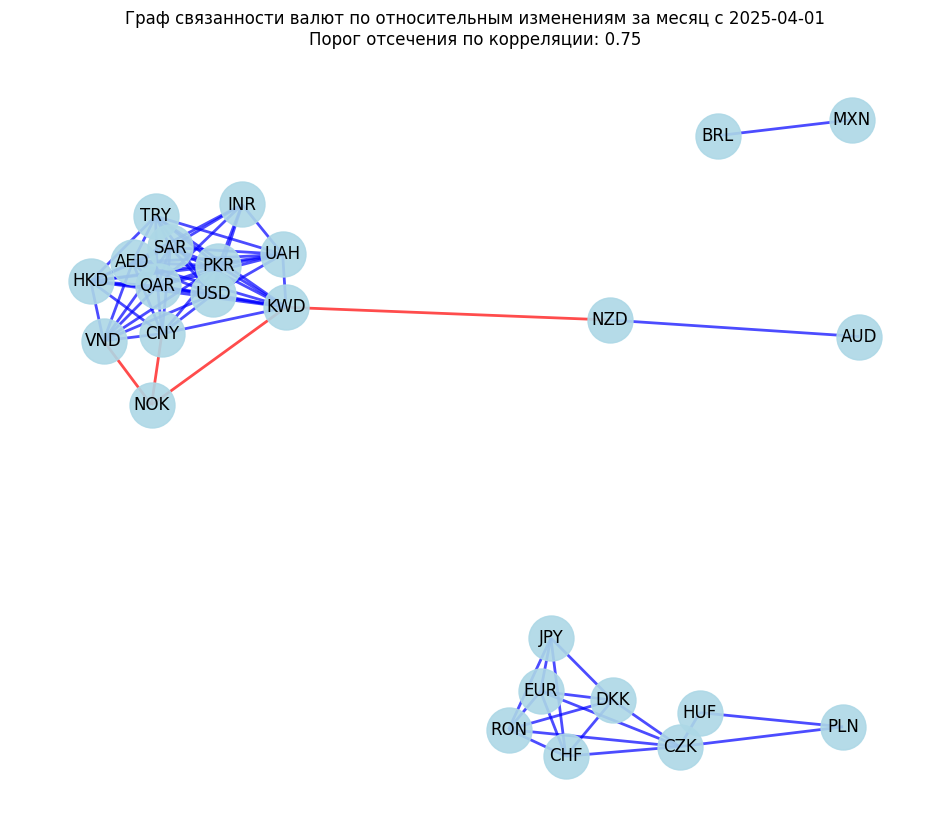 Граф связанности валют по относительным изменениям за месяц с 2025-04-01
Порог отсечения по корреляции: 0.75
MXN
BRL
INR
TRY
SAR
UAH
AED
PKR
HKD
QAR
USD
KWD
NZD
CNY
AUD
VND
NOK
JPY
EUR
DKK
HUF
RON
PLN
CZK
CHF